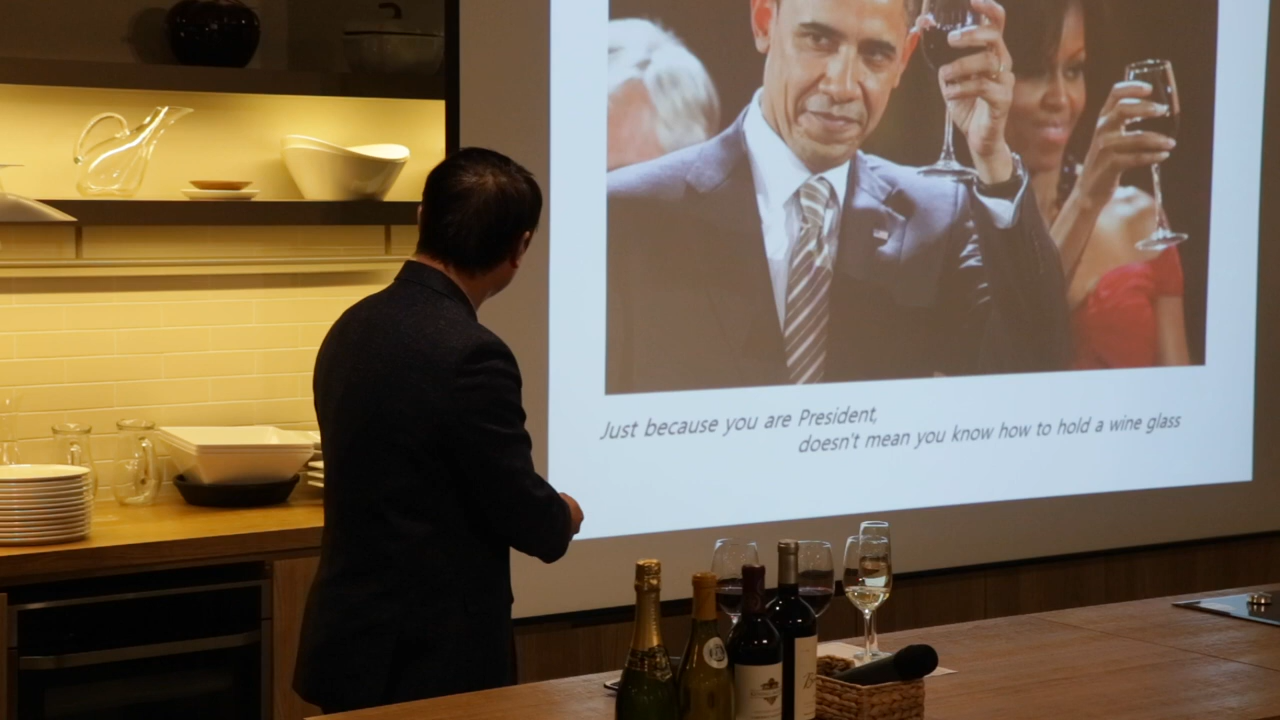 Just because you are President,
doesn't mean you know how to hold a wine glass